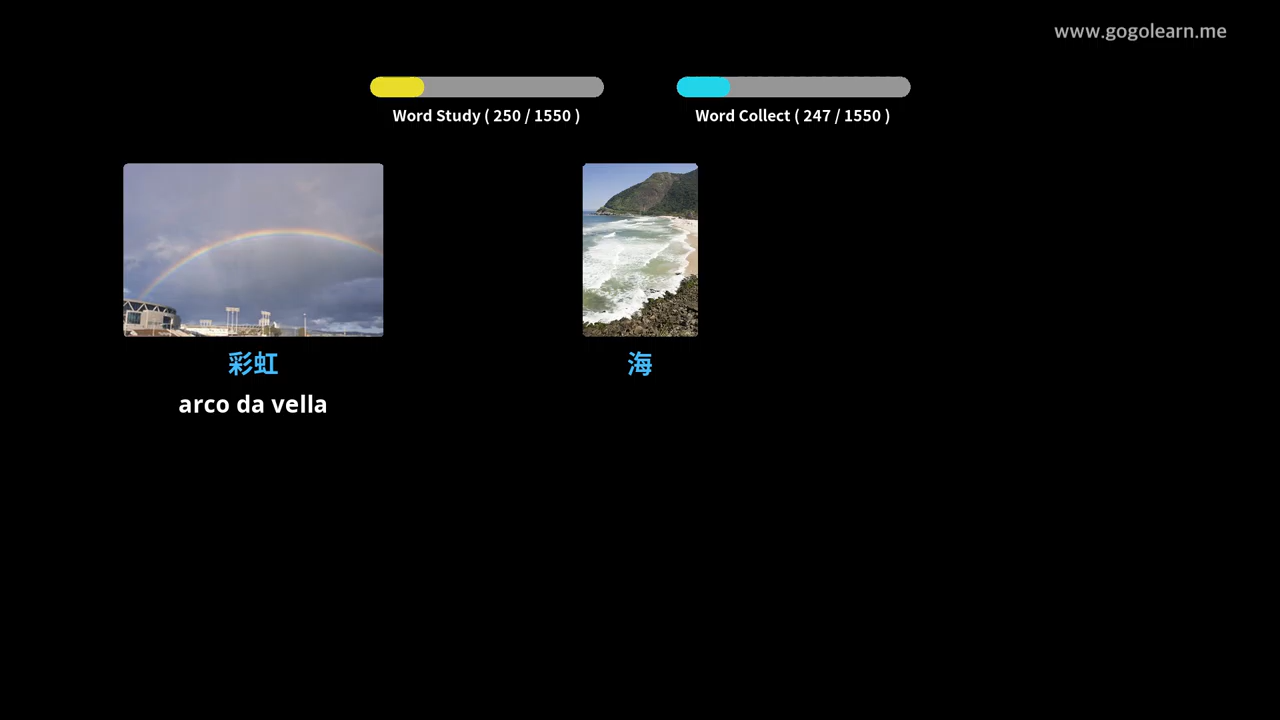 www.gogolearn.me
Word Study ( 250 / 1550 )
Word Collect ( 247 / 1550 )
彩虹
海
arco da vella